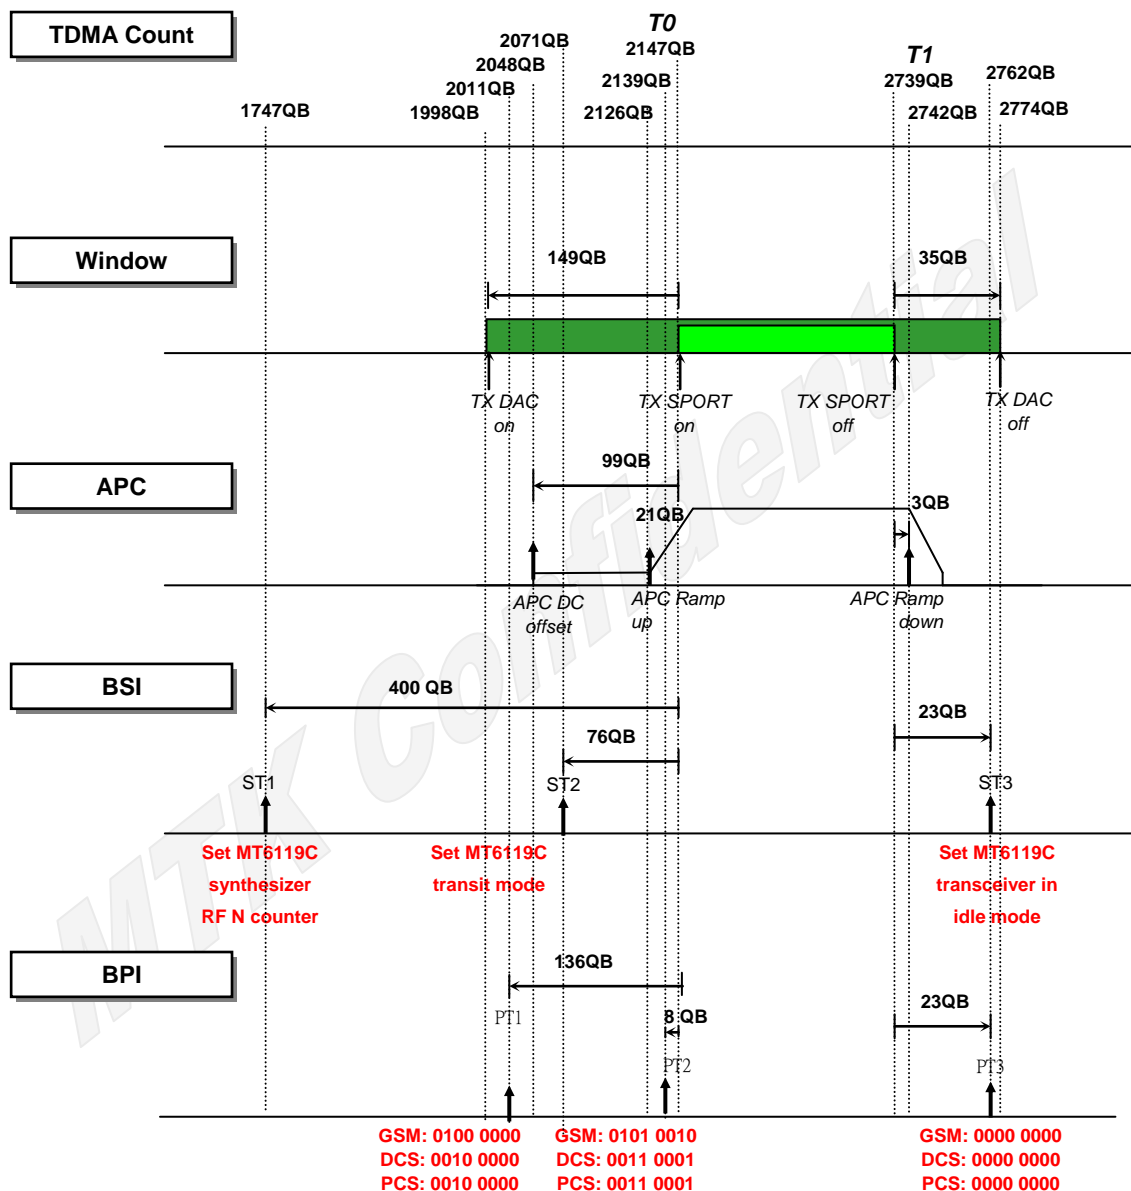 TDMA Count
T0
T1
2071QB
2147QB
2048QB
2139QB
2739QB
2762QB
2011QB
1747QB
1998QB
2126QB
2742QB
2774QB
Window
149QB
35QB
TX DAC
on
TX SPORT
on
TX SPORT
off
TX DAC
off
APC
99QB
21QB
3QB
APC DC
offset
APC Ramp
up
APC Ramp
down
BSI
400 QB
23QB
76QB
ST1
ST2
ST3
Set MT6119C
synthesizer
RF N counter
Set MT6119C
transit mode
Set MT6119C
transceiver in
idle mode
BPI
136QB
8 QB
23QB
PT1
PT2
PT3
GSM: 0100 0000
DCS: 0010 0000
PCS: 0010 0000
GSM: 0101 0010
DCS: 0011 0001
PCS: 0011 0001
GSM: 0000 0000
DCS: 0000 0000
PCS: 0000 0000
MTK Confidential